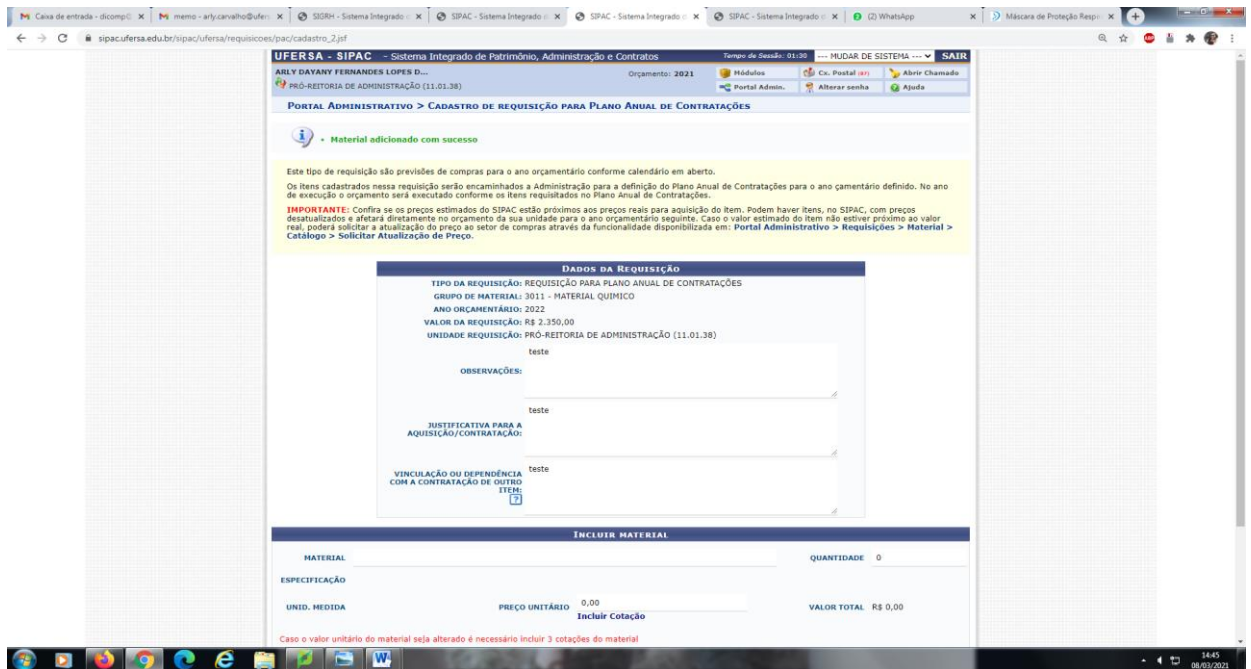 Caixa de entrada - dicomp@
memo - arly.carvalho@ufers
SIGRH - Sistema Integrado
SIPAC - Sistema Integrado
SIPAC - Sistema Integrado
SIPAC - Sistema Integrado
(2) WhatsApp
Máscara de Proteção Respir
sipac.ufersa.edu.br/sipac/ufersa/requisicoes/pac/cadastro_2.jsf
UFERSA - SIPAC - Sistema Integrado de Patrimônio, Administração e Contratos
Tempo de Sessão: 01:30
--- MUDAR DE SISTEMA ---
SAIR
ARLY DAYANY FERNANDES LOPES D...
Orçamento: 2021
Módulos
Cx. Postal
Abrir Chamado
PRÓ-REITORIA DE ADMINISTRAÇÃO (11.01.38)
Portal Admin.
Alterar senha
Ajuda
PORTAL ADMINISTRATIVO > CADASTRO DE REQUISIÇÃO PARA PLANO ANUAL DE CONTRATAÇÕES
• Material adicionado com sucesso
Este tipo de requisição são previsões de compras para o ano orçamentário conforme calendário em aberto.
Os itens cadastrados nessa requisição serão encaminhados a Administração para a definição do Plano Anual de Contratações para o ano çamentário definido. No ano
de execução o orçamento será executado conforme os itens requisitados no Plano Anual de Contratações.
IMPORTANTE: Confira se os preços estimados do SIPAC estão próximos aos preços reais para aquisição do item. Podem haver itens, no SIPAC, com preços
desatualizados e afetará diretamente no orçamento da sua unidade para o ano orçamentário seguinte. Caso o valor estimado do item não estiver próximo ao valor
real, poderá solicitar a atualização do preço ao setor de compras através da funcionalidade disponibilizada em: Portal Administrativo > Requisições > Material >
Catálogo > Solicitar Atualização de Preço.
DADOS DA REQUISIÇÃO
TIPO DA REQUISIÇÃO: REQUISIÇÃO PARA PLANO ANUAL DE CONTRATAÇÕES
GRUPO DE MATERIAL: 3011 - MATERIAL QUIMICO
ANO ORÇAMENTÁRIO: 2022
VALOR DA REQUISIÇÃO: R$ 2.350,00
UNIDADE REQUISIÇÃO: PRÓ-REITORIA DE ADMINISTRAÇÃO (11.01.38)
teste
OBSERVAÇÕES:
teste
JUSTIFICATIVA PARA A
AQUISIÇÃO/CONTRATAÇÃO:
teste
VINCULAÇÃO OU DEPENDÊNCIA
COM A CONTRATAÇÃO DE OUTRO
ITEM:
?
INCLUIR MATERIAL
MATERIAL
QUANTIDADE 0
ESPECIFICAÇÃO
UNID. MEDIDA
PREÇO UNITÁRIO 0,00
VALOR TOTAL R$ 0,00
Incluir Cotação
Caso o valor unitário do material seja alterado é necessário incluir 3 cotações do material
14:45
08/03/2021